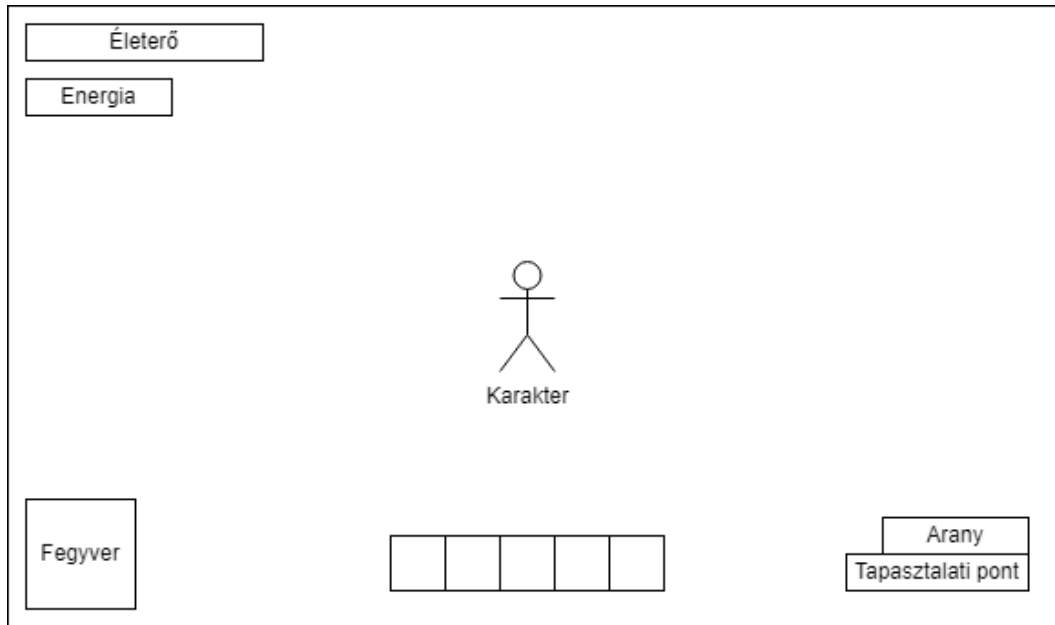 Életerő
Energia
Karakter
Fegyver
Arany
Tapasztalati pont